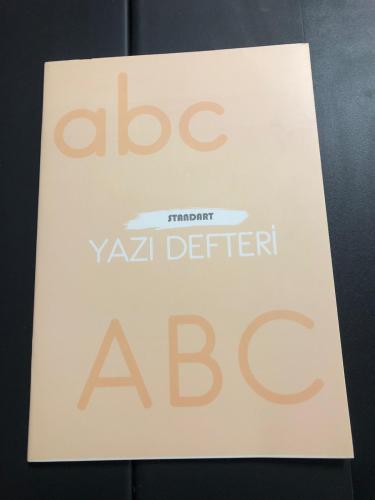 abc
STANDART
YAZI DEFTERİ
ABC